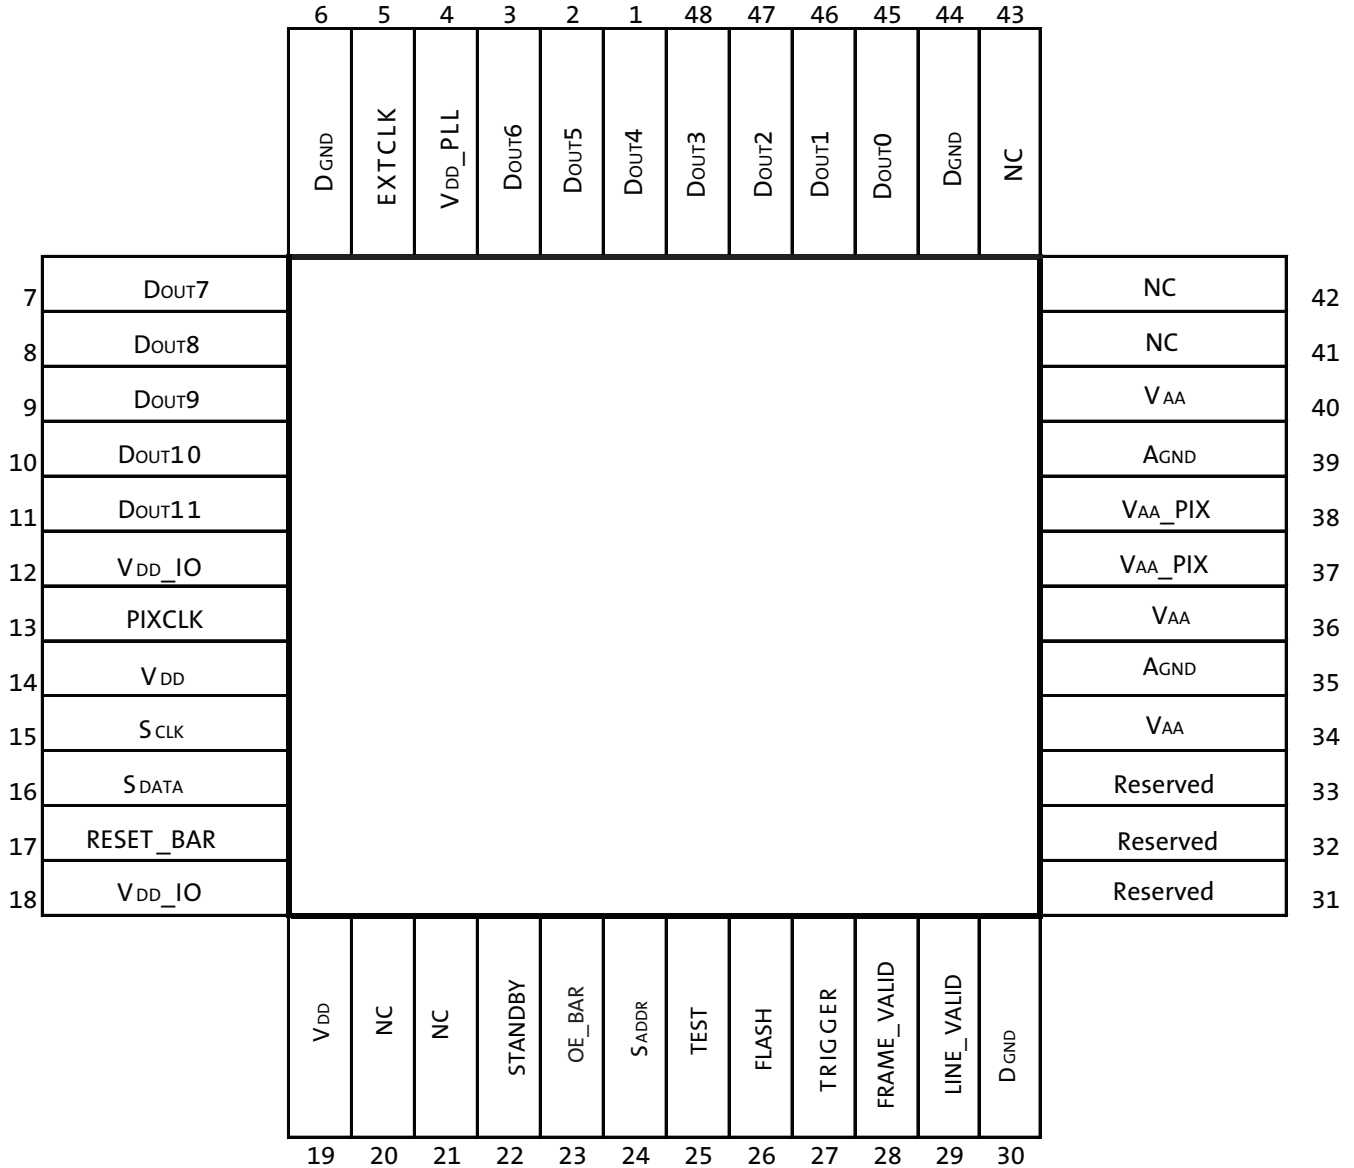 6 5 4 3 2 1 48 47 46 45 44 43
DGND
EXTCLK
VDD_PLL
DOUT6
DOUT5
DOUT4
DOUT3
DOUT2
DOUT1
DOUT0
DGND
NC
7 DOUT7
8 DOUT8
9 DOUT9
10 DOUT10
11 DOUT11
12 VDD_IO
13 PIXCLK
14 VDD
15 SCLK
16 SDATA
17 RESET_BAR
18 VDD_IO
NC 42
NC 41
VAA 40
AGND 39
VAA_PIX 38
VAA_PIX 37
VAA 36
AGND 35
VAA 34
Reserved 33
Reserved 32
Reserved 31
VDD
NC
NC
STANDBY
OE_BAR
SADDR
TEST
FLASH
TRIGGER
FRAME_VALID
LINE_VALID
DGND
19 20 21 22 23 24 25 26 27 28 29 30